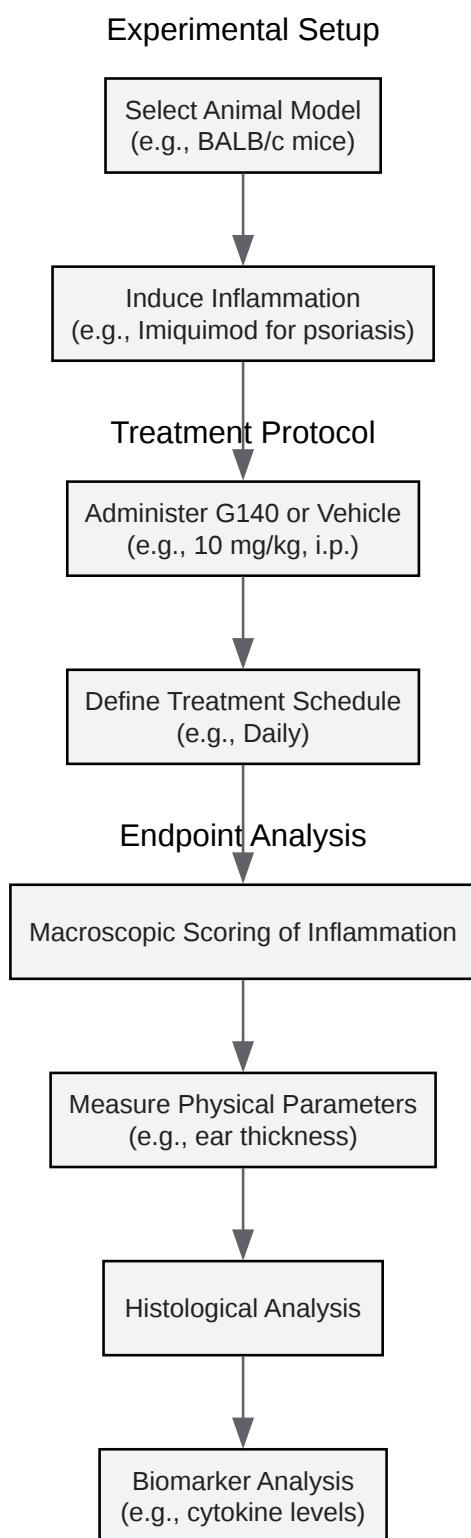 Experimental Setup
Select Animal Model
(e.g., BALB/c mice)
Induce Inflammation
(e.g., Imiquimod for psoriasis)
Treatment Protocol
Administer G140 or Vehicle
(e.g., 10 mg/kg, i.p.)
Define Treatment Schedule
(e.g., Daily)
Endpoint Analysis
Macroscopic Scoring of Inflammation
Measure Physical Parameters
(e.g., ear thickness)
Histological Analysis
Biomarker Analysis
(e.g., cytokine levels)